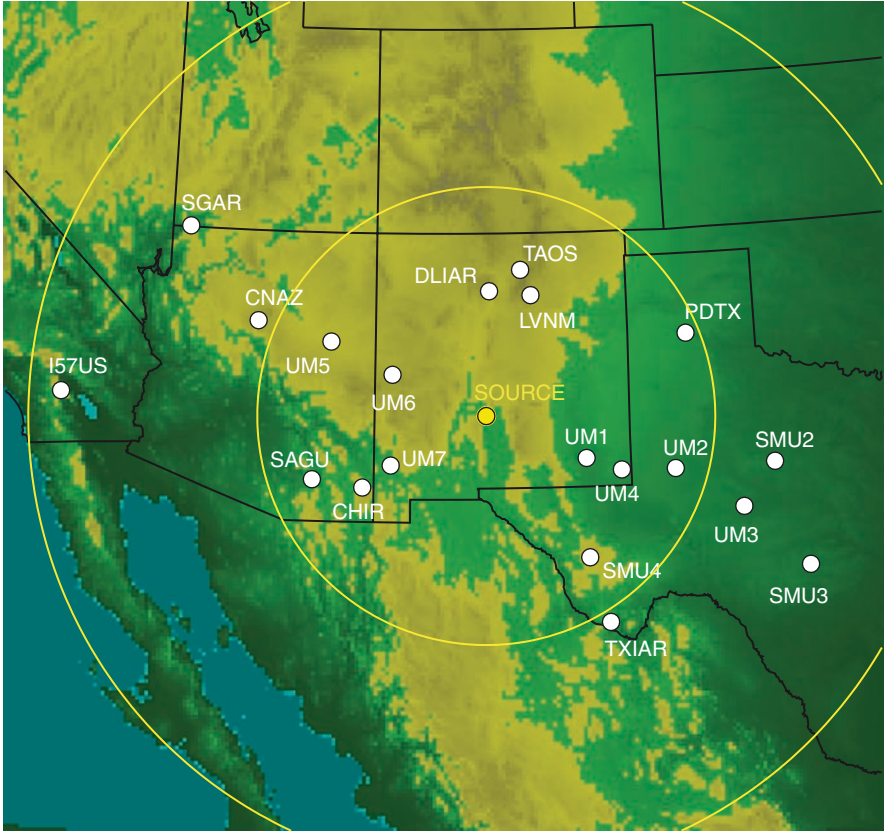 SGAR
TAOS
DLIAR
LVNM
CNAZ
PDTX
UM5
I57US
UM6
SOURCE
UM1
UM2
SMU2
SAGU
UM7
UM4
CHIR
UM3
SMU4
SMU3
TXIAR